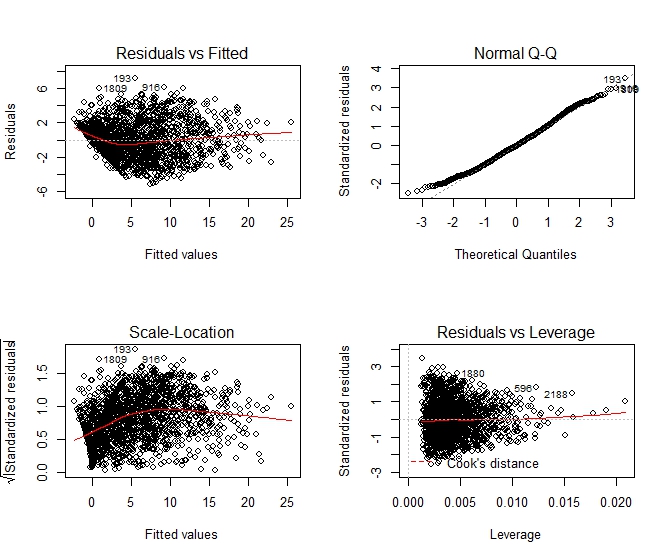 Residuals vs Fitted
Residuals
6
2
-2
-6
193
1809
916
0 5 10 15 20 25
Fitted values
Normal Q-Q
Standardized residuals
4
3
2
0
-2
193
-3 -2 -1 0 1 2 3
Theoretical Quantiles
Scale-Location
√|Standardized residuals|
1.5
1.0
0.5
0.0
193
1809
916
0 5 10 15 20 25
Fitted values
Residuals vs Leverage
Standardized residuals
3
1
-1
-3
1880
596
2188
Cook's distance
0.000 0.005 0.010 0.015 0.020
Leverage